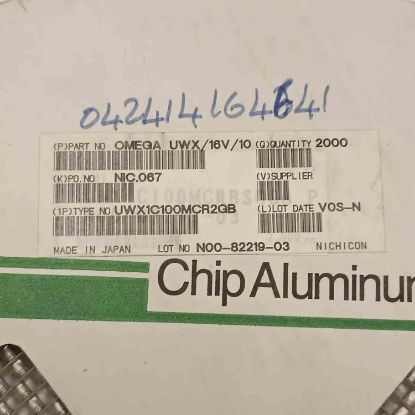 0424141646641
(P)PART NO OMEGA UWX/16V/10 (Q)QUANTITY 2000
(K)PO.NO NIC.067 (V)SUPPLIER
(1P)TYPE NO UWX1C100MCR2GB (L)LOT DATE VOS-N
MADE IN JAPAN LOT NO N00-82219-03 NICHICON
Chip Aluminum